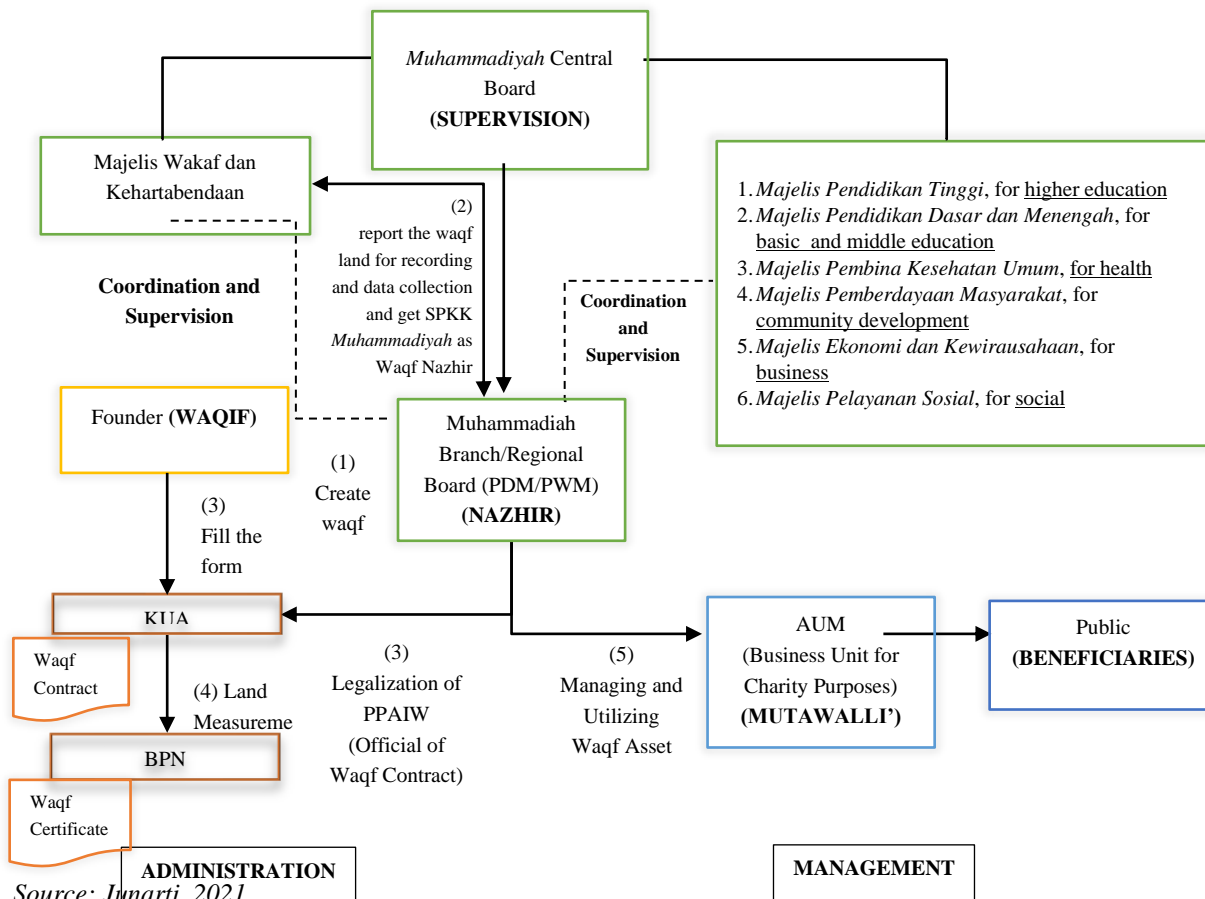 Muhammadiyah Central
Board
(SUPERVISION)
Majelis Wakaf dan
Kehartabendaan
(2)
report the waqf
land for recording
and data collection
and get SPKK
Muhammadiyah as
Waqf Nazhir
1. Majelis Pendidikan Tinggi, for higher education
2. Majelis Pendidikan Dasar dan Menengah, for
basic and middle education
3. Majelis Pembina Kesehatan Umum, for health
4. Majelis Pemberdayaan Masyarakat, for
community development
5. Majelis Ekonomi dan Kewirausahaan, for
business
6. Majelis Pelayanan Sosial, for social
Coordination and
Supervision
Coordination
and
Supervision
Founder (WAQIF)
Muhammadiah
Branch/Regional
Board (PDM/PWM)
(NAZHIR)
(1)
Create
waqf
(3)
Fill the
form
KUA
Waqf
Contract
(4) Land
Measureme
BPN
Waqf
Certificate
(3)
Legalization of
PPAIW
(Official of
Waqf Contract)
(5)
Managing and
Utilizing
Waqf Asset
AUM
(Business Unit for
Charity Purposes)
(MUTAWALLI’)
Public
(BENEFICIARIES)
ADMINISTRATION
MANAGEMENT
Source: Junarti, 2021